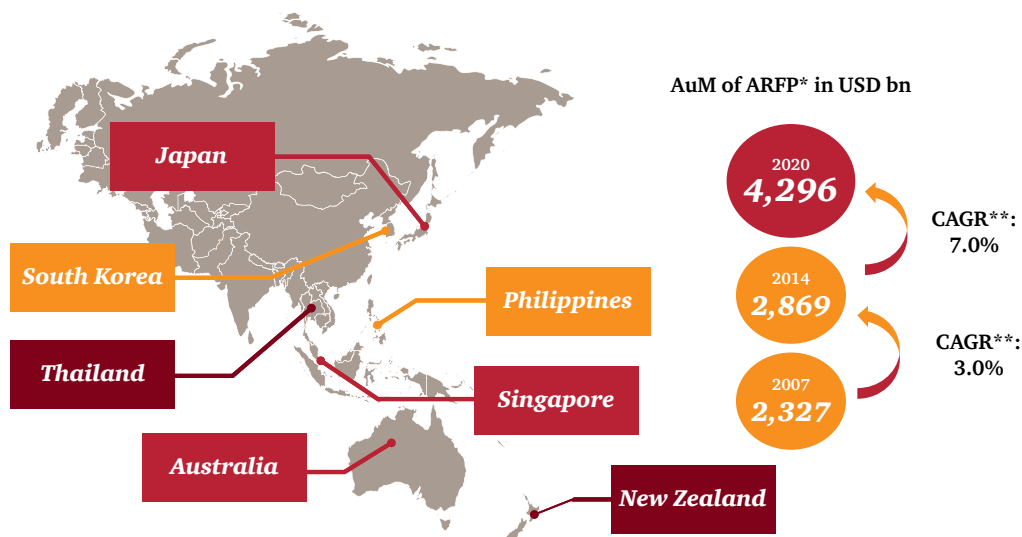 AuM of ARFP* in USD bn
Japan
South Korea
Thailand
Philippines
Singapore
Australia
New Zealand
2020
4,296
CAGR**:
7.0%
2014
2,869
CAGR**:
3.0%
2007
2,327